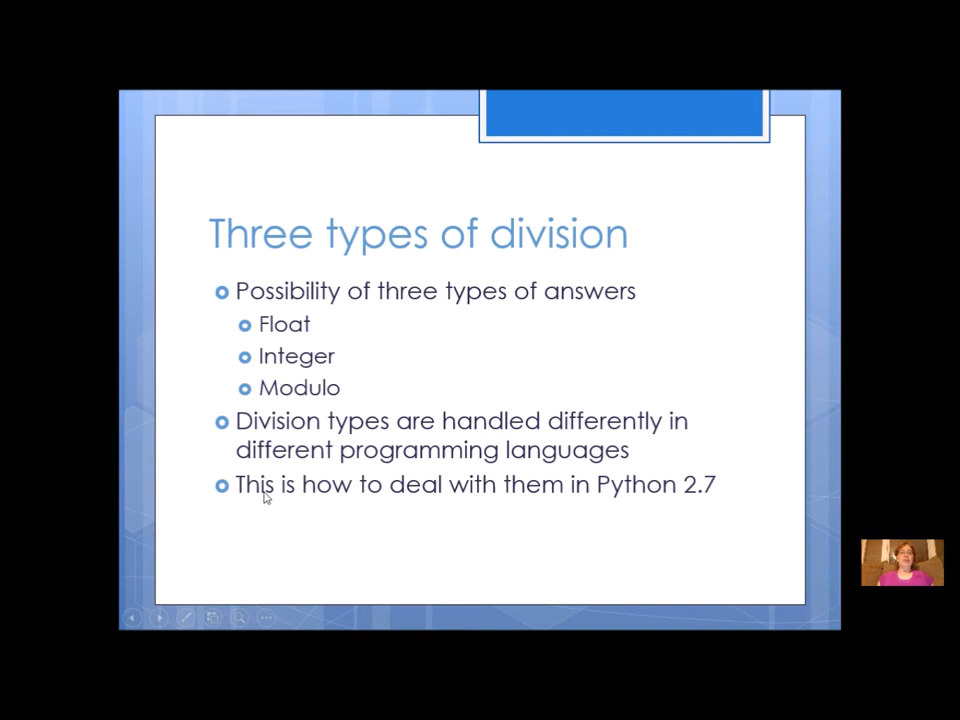 Three types of division
Possibility of three types of answers
Float
Integer
Modulo
Division types are handled differently in
different programming languages
This is how to deal with them in Python 2.7